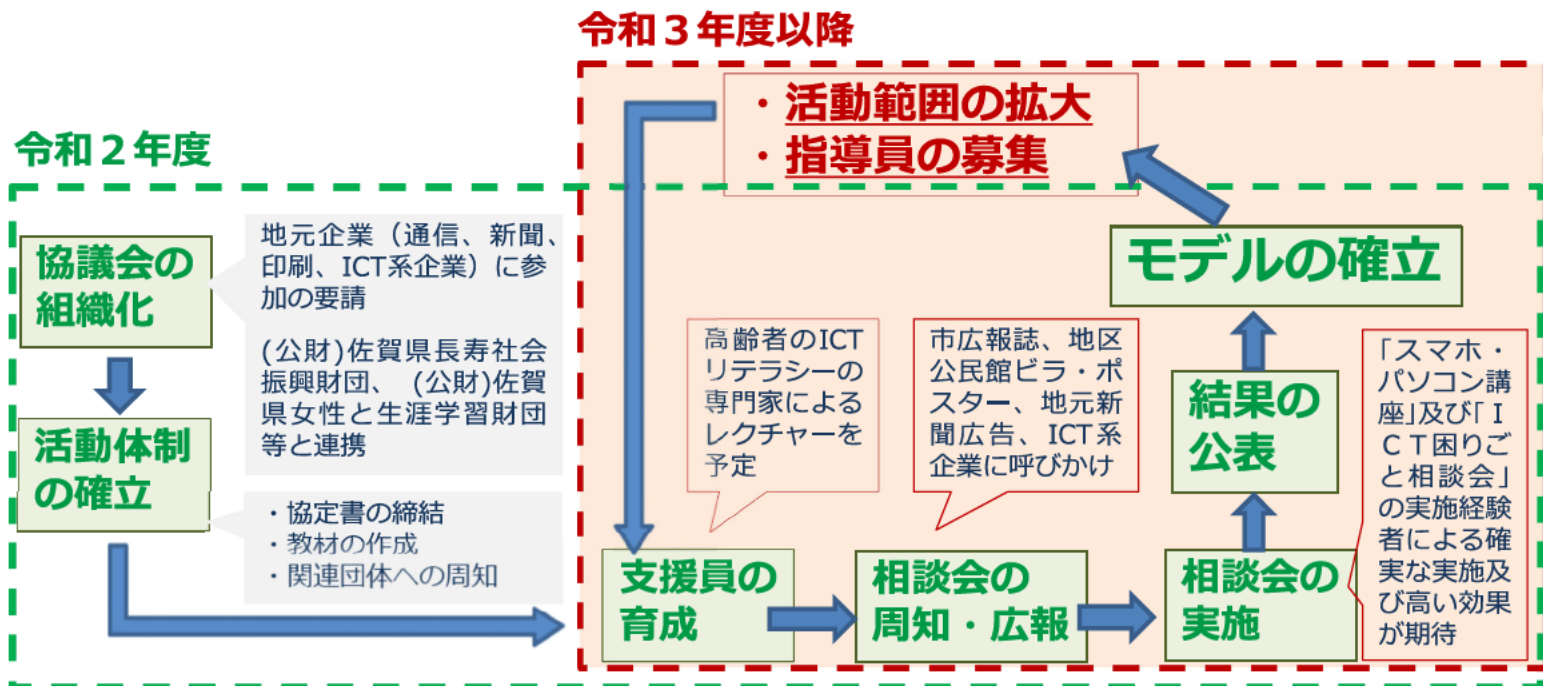 令和３年度以降
・活動範囲の拡大
・指導員の募集
令和２年度
協議会の
組織化
地元企業（通信、新聞、
印刷、ICT系企業）に参
加の要請
(公財)佐賀県長寿社会
振興財団、 (公財)佐賀
県女性と生涯学習財団
等と連携
活動体制
の確立
・協定書の締結
・教材の作成
・関連団体への周知
高齢者のICT
リテラシーの
専門家による
レクチャーを
予定
支援員の
育成
市広報誌、地区
公民館ビラ・ポ
スター、地元新
聞広告、ICT系
企業に呼びかけ
相談会の
周知・広報
「スマホ・
パソコン講
座」及び「Ｉ
ＣＴ困りご
と相談会」
の実施経験
者による確
実な実施及
び高い効果
が期待
相談会の
実施
結果の
公表
モデルの確立